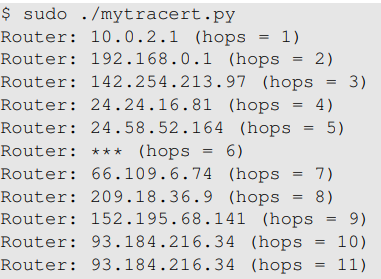 $ sudo ./mytracert.py
Router: 10.0.2.1 (hops = 1)
Router: 192.168.0.1 (hops = 2)
Router: 142.254.213.97 (hops = 3)
Router: 24.24.16.81 (hops = 4)
Router: 24.58.52.164 (hops = 5)
Router: *** (hops = 6)
Router: 66.109.6.74 (hops = 7)
Router: 209.18.36.9 (hops = 8)
Router: 152.195.68.141 (hops = 9)
Router: 93.184.216.34 (hops = 10)
Router: 93.184.216.34 (hops = 11)